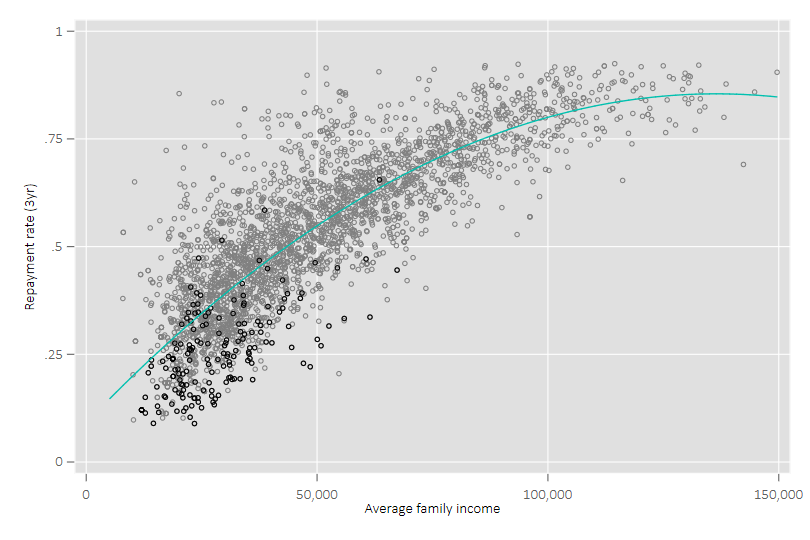 1
.75
.5
.25
0
Repayment rate (3yr)
0 50,000 100,000 150,000
Average family income